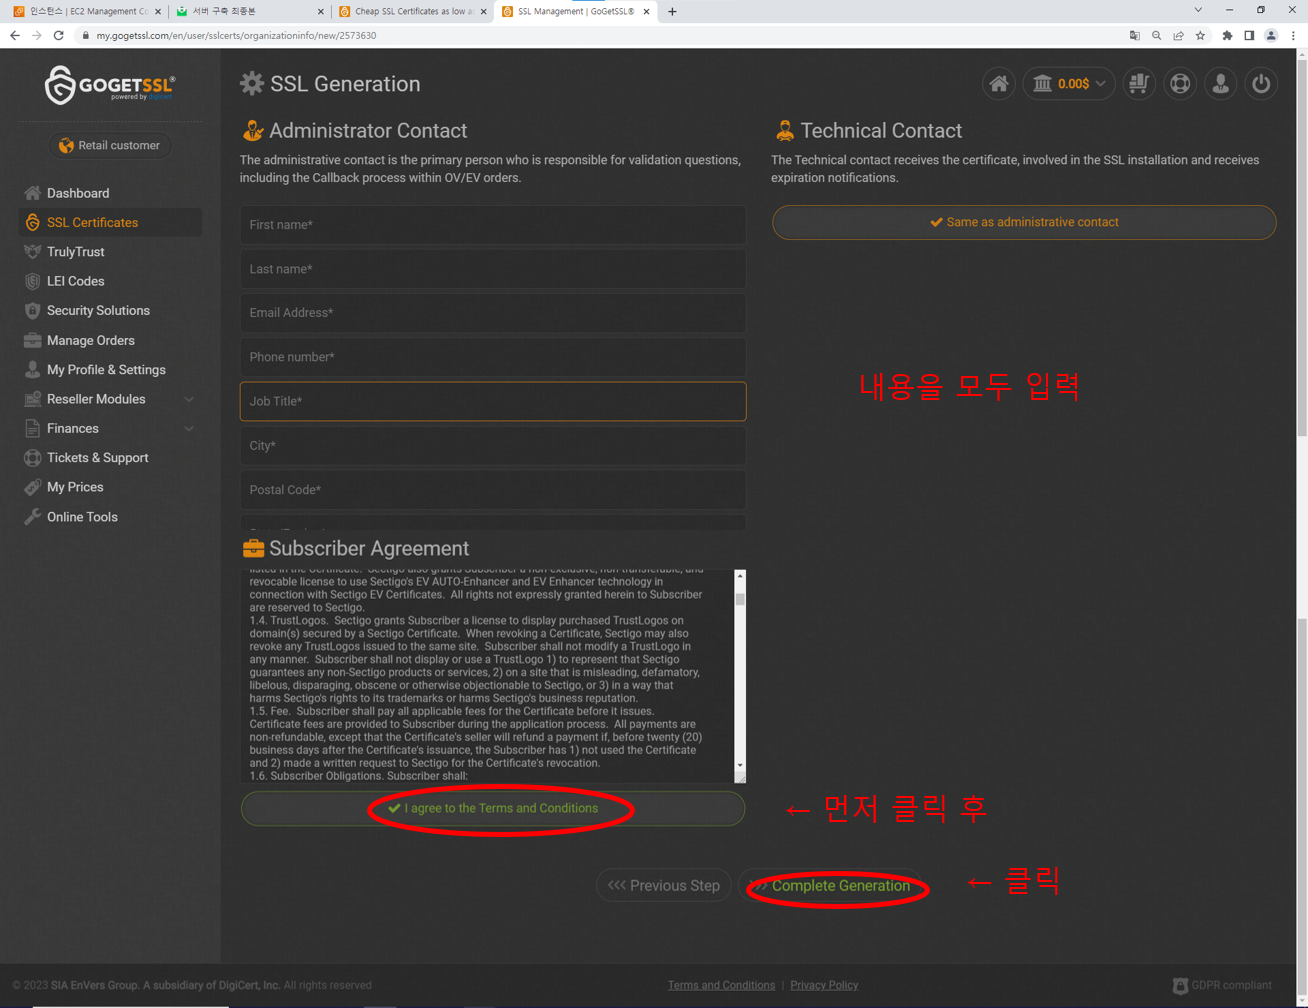 인스턴스 | EC2 Management Co
서버 구축 최종본
Cheap SSL Certificates as low as
SSL Management | GoGetSSL®
my.gogetssl.com/en/user/sslcerts/organizationinfo/new/2573630
GOGETSSL®
powered by digicert
Retail customer
Dashboard
SSL Certificates
TrulyTrust
LEI Codes
Security Solutions
Manage Orders
My Profile & Settings
Reseller Modules
Finances
Tickets & Support
My Prices
Online Tools
SSL Generation
0.00$
Administrator Contact
The administrative contact is the primary person who is responsible for validation questions,
including the Callback process within OV/EV orders.
First name*
Last name*
Email Address*
Phone number*
Job Title*
City*
Postal Code*
Technical Contact
The Technical contact receives the certificate, involved in the SSL installation and receives
expiration notifications.
Same as administrative contact
내용을 모두 입력
Subscriber Agreement
listed in the Certificate. Sectigo also grants Subscriber a non-exclusive, non-transferable, and
revocable license to use Sectigo's EV AUTO-Enhancer and EV Enhancer technology in
connection with Sectigo EV Certificates. All rights not expressly granted herein to Subscriber
are reserved to Sectigo.
1.4. TrustLogos. Sectigo grants Subscriber a license to display purchased TrustLogos on
domain(s) secured by a Sectigo Certificate. When revoking a Certificate, Sectigo may also
revoke any TrustLogos issued to the same site. Subscriber shall not modify a TrustLogo in
any manner. Subscriber shall not display or use a TrustLogo 1) to represent that Sectigo
guarantees any non-Sectigo products or services, 2) on a site that is misleading, defamatory,
libelous, disparaging, obscene or otherwise objectionable to Sectigo, or 3) in a way that
harms Sectigo's rights to its trademarks or harms Sectigo's business reputation.
1.5. Fee. Subscriber shall pay all applicable fees for the Certificate before it issues.
Certificate fees are provided to Subscriber during the application process. All payments are
non-refundable, except that the Certificate's seller will refund a payment if, before twenty (20)
business days after the Certificate's issuance, the Subscriber has 1) not used the Certificate
and 2) made a written request to Sectigo for the Certificate's revocation.
1.6. Subscriber Obligations. Subscriber shall:
I agree to the Terms and Conditions
← 먼저 클릭 후
<<< Previous Step
>>> Complete Generation
← 클릭
© 2023 SIA EnVers Group. A subsidiary of DigiCert, Inc. All rights reserved
Terms and Conditions | Privacy Policy
GDPR compliant